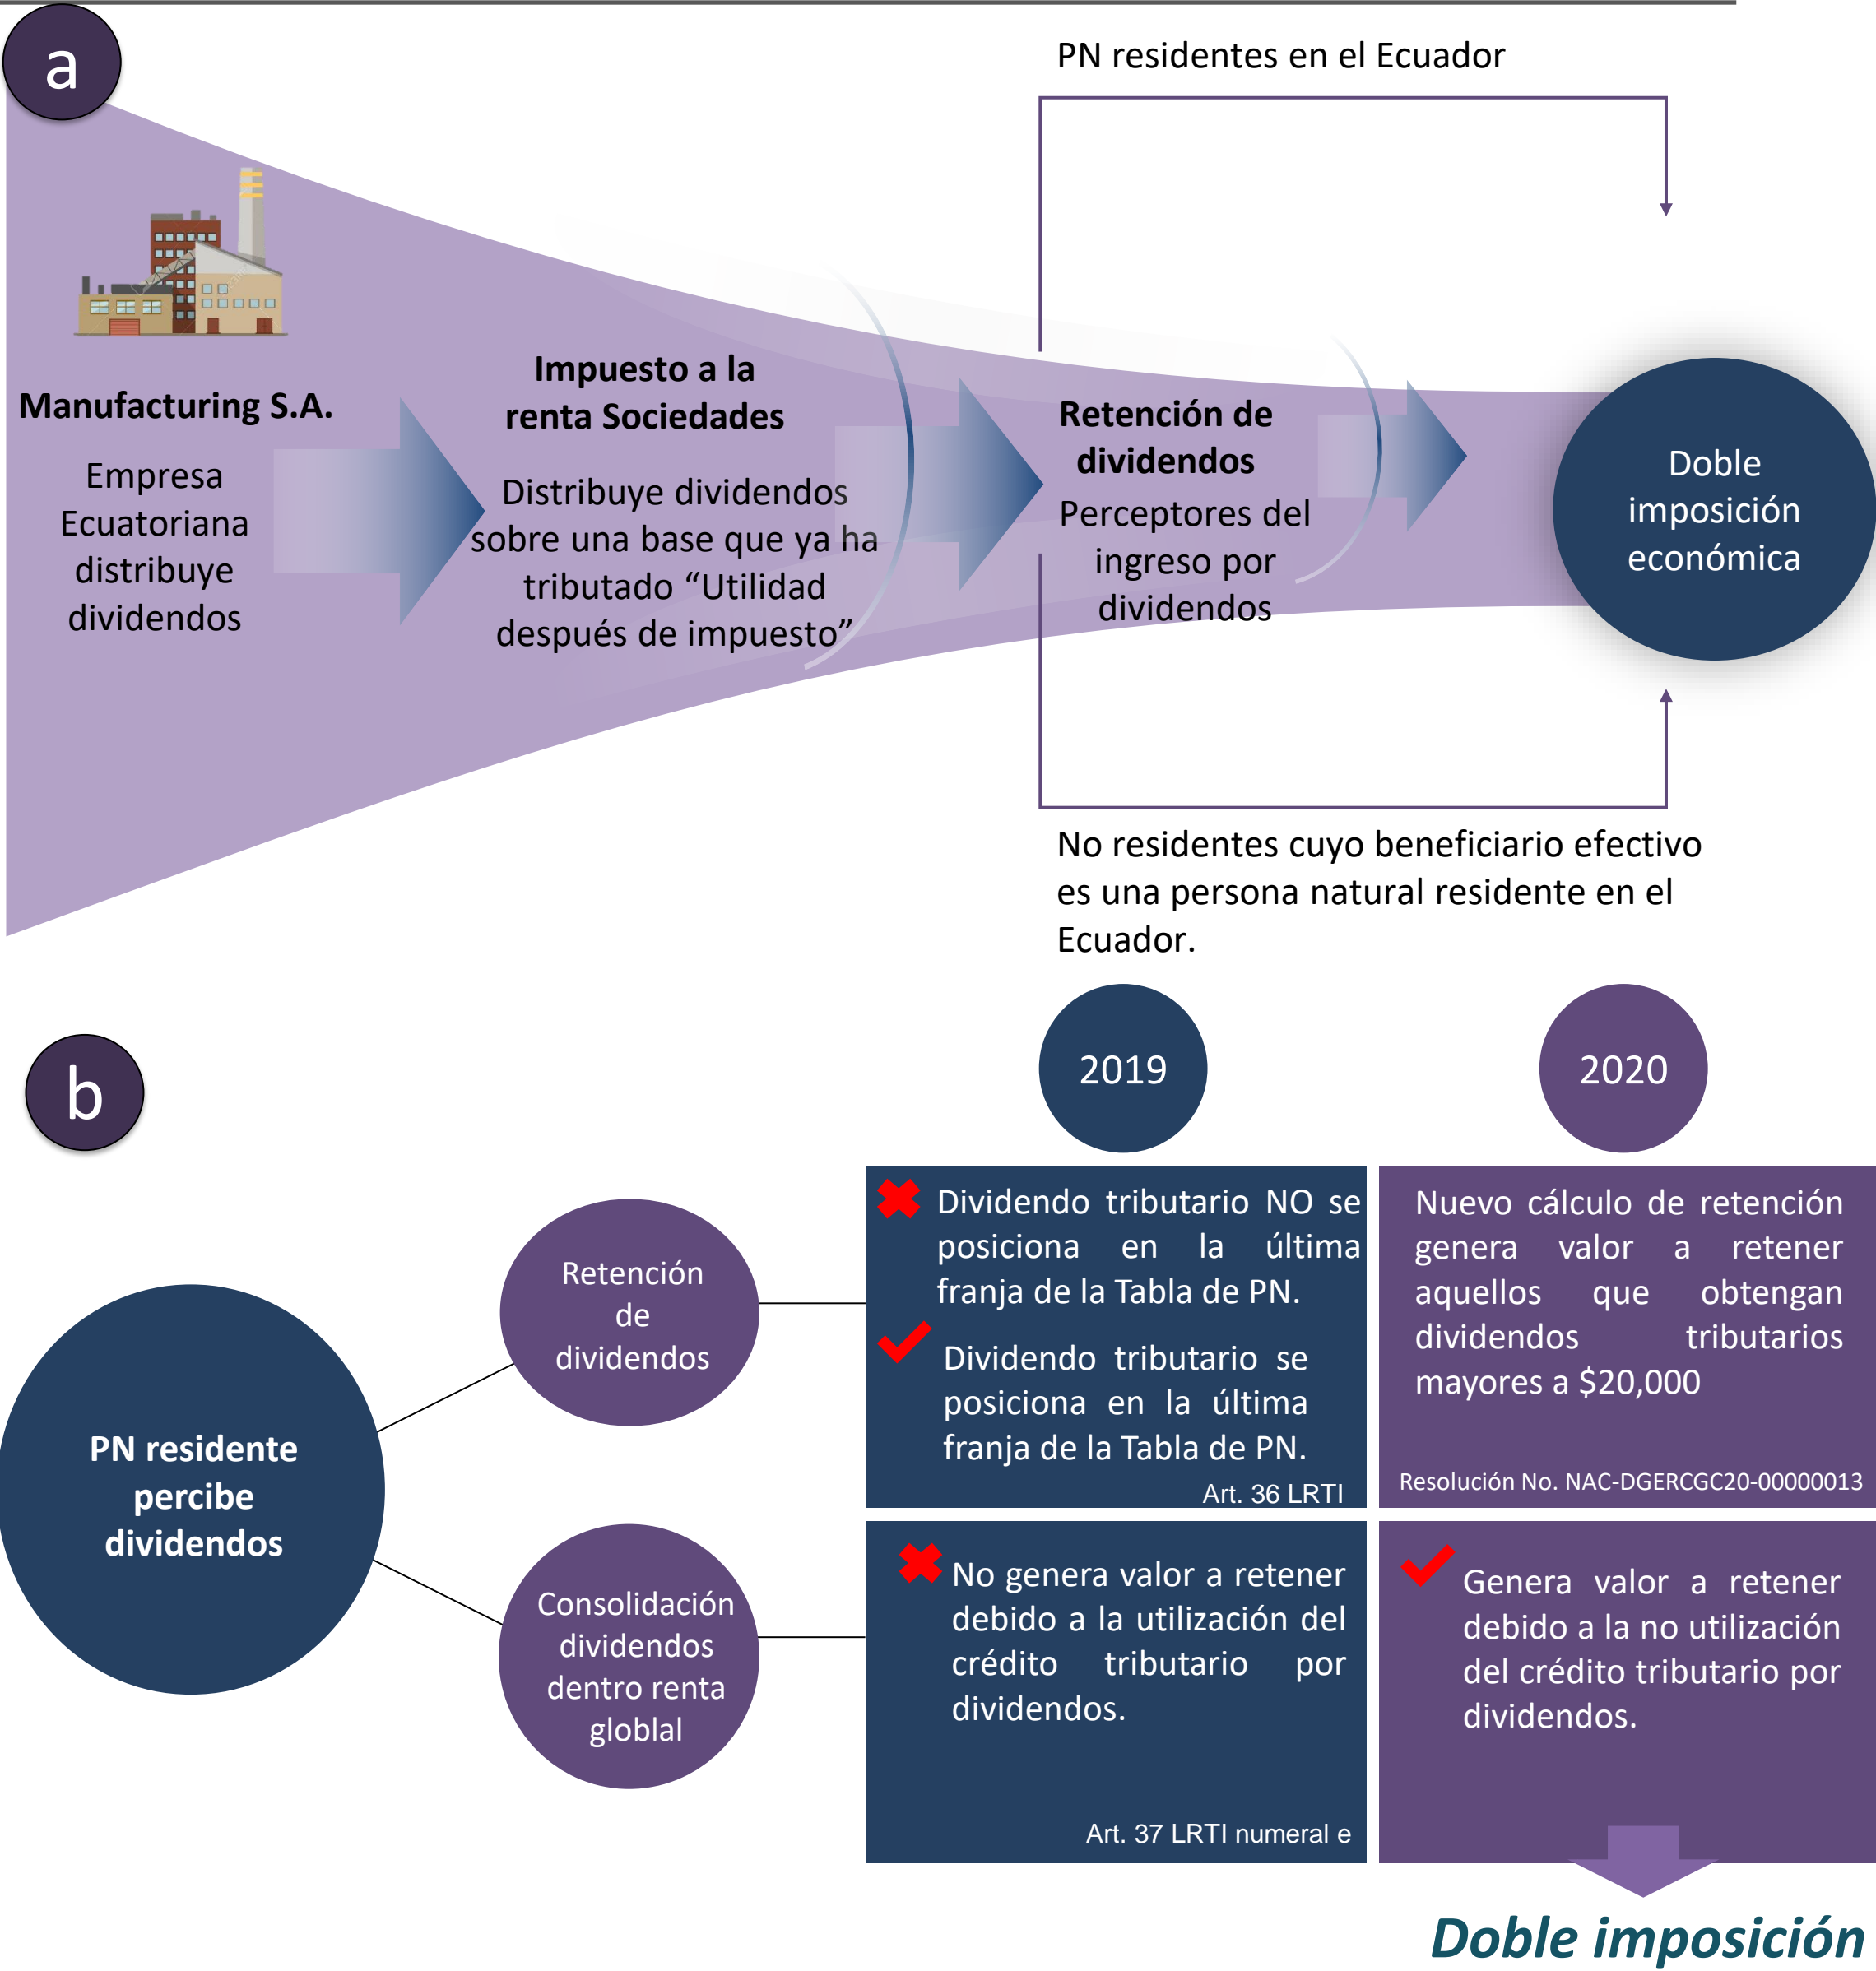 a
PN residentes en el Ecuador
Manufacturing S.A.
Empresa
Ecuatoriana
distribuye
dividendos
Impuesto a la
renta Sociedades
Distribuye dividendos
sobre una base que ya ha
tributado “Utilidad
después de impuesto”
Retención de
dividendos
Perceptores del
ingreso por
dividendos
Doble
imposición
económica
No residentes cuyo beneficiario efectivo
es una persona natural residente en el
Ecuador.
b
2019
2020
PN residente
percibe
dividendos
Retención
de
dividendos
Dividendo tributario NO se
posiciona en la última
franja de la Tabla de PN.
Dividendo tributario se
posiciona en la última
franja de la Tabla de PN.
Art. 36 LRTI
Nuevo cálculo de retención
genera valor a retener
aquellos que obtengan
dividendos tributarios
mayores a $20,000
Resolución No. NAC-DGERCGC20-00000013
Consolidación
dividendos
dentro renta
globlal
No genera valor a retener
debido a la utilización del
crédito tributario por
dividendos.
Art. 37 LRTI numeral e
Genera valor a retener
debido a la no utilización
del crédito tributario por
dividendos.
Doble imposición